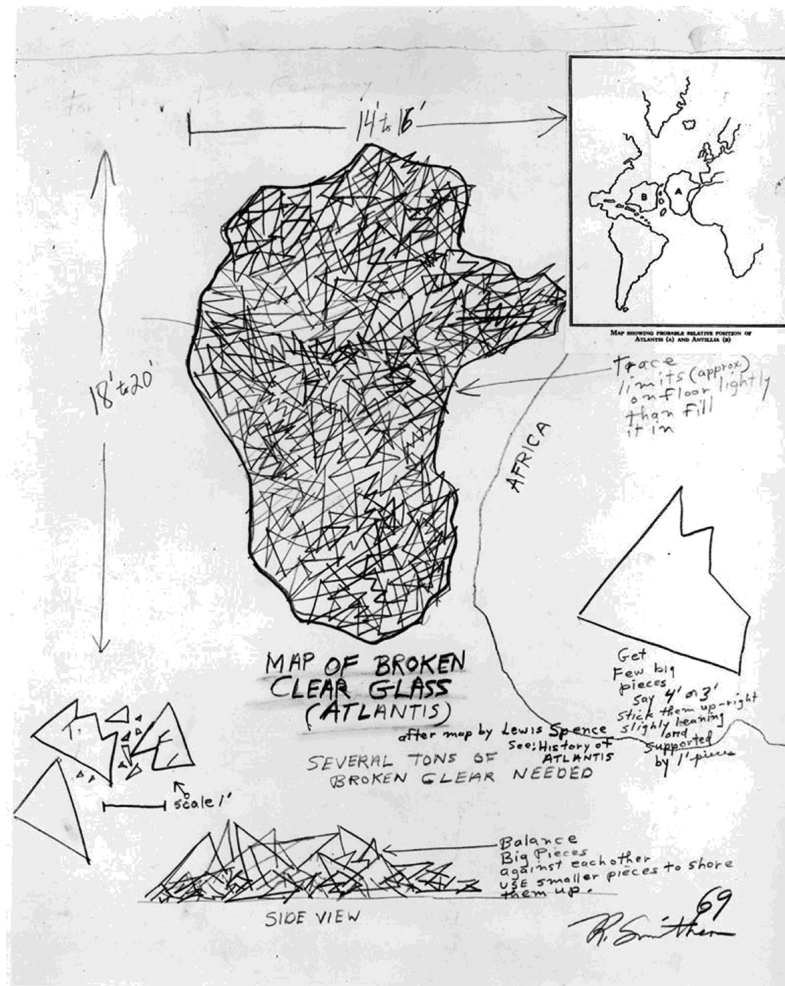 14' to 16'
18' to 20'
B
A
MAP SHOWING PROBABLE RELATIVE POSITION OF
ATLANTIS (A) AND ANTILLIA (B)
trace
limits (approx)
on floor lightly
than fill
it in
AFRICA
MAP OF BROKEN
CLEAR GLASS
(ATLANTIS)
after map by Lewis Spence
See: History of
ATLANTIS
SEVERAL TONS OF
BROKEN CLEAR NEEDED
Get
Few big
pieces
say 4' or 3'
stick them up-right
slighly leaning
and
supported
by 1' pieces
scale 1'
Balance
Big Pieces
against eachother
USE smaller pieces to shore
them up.
SIDE VIEW
69
R. Smithson